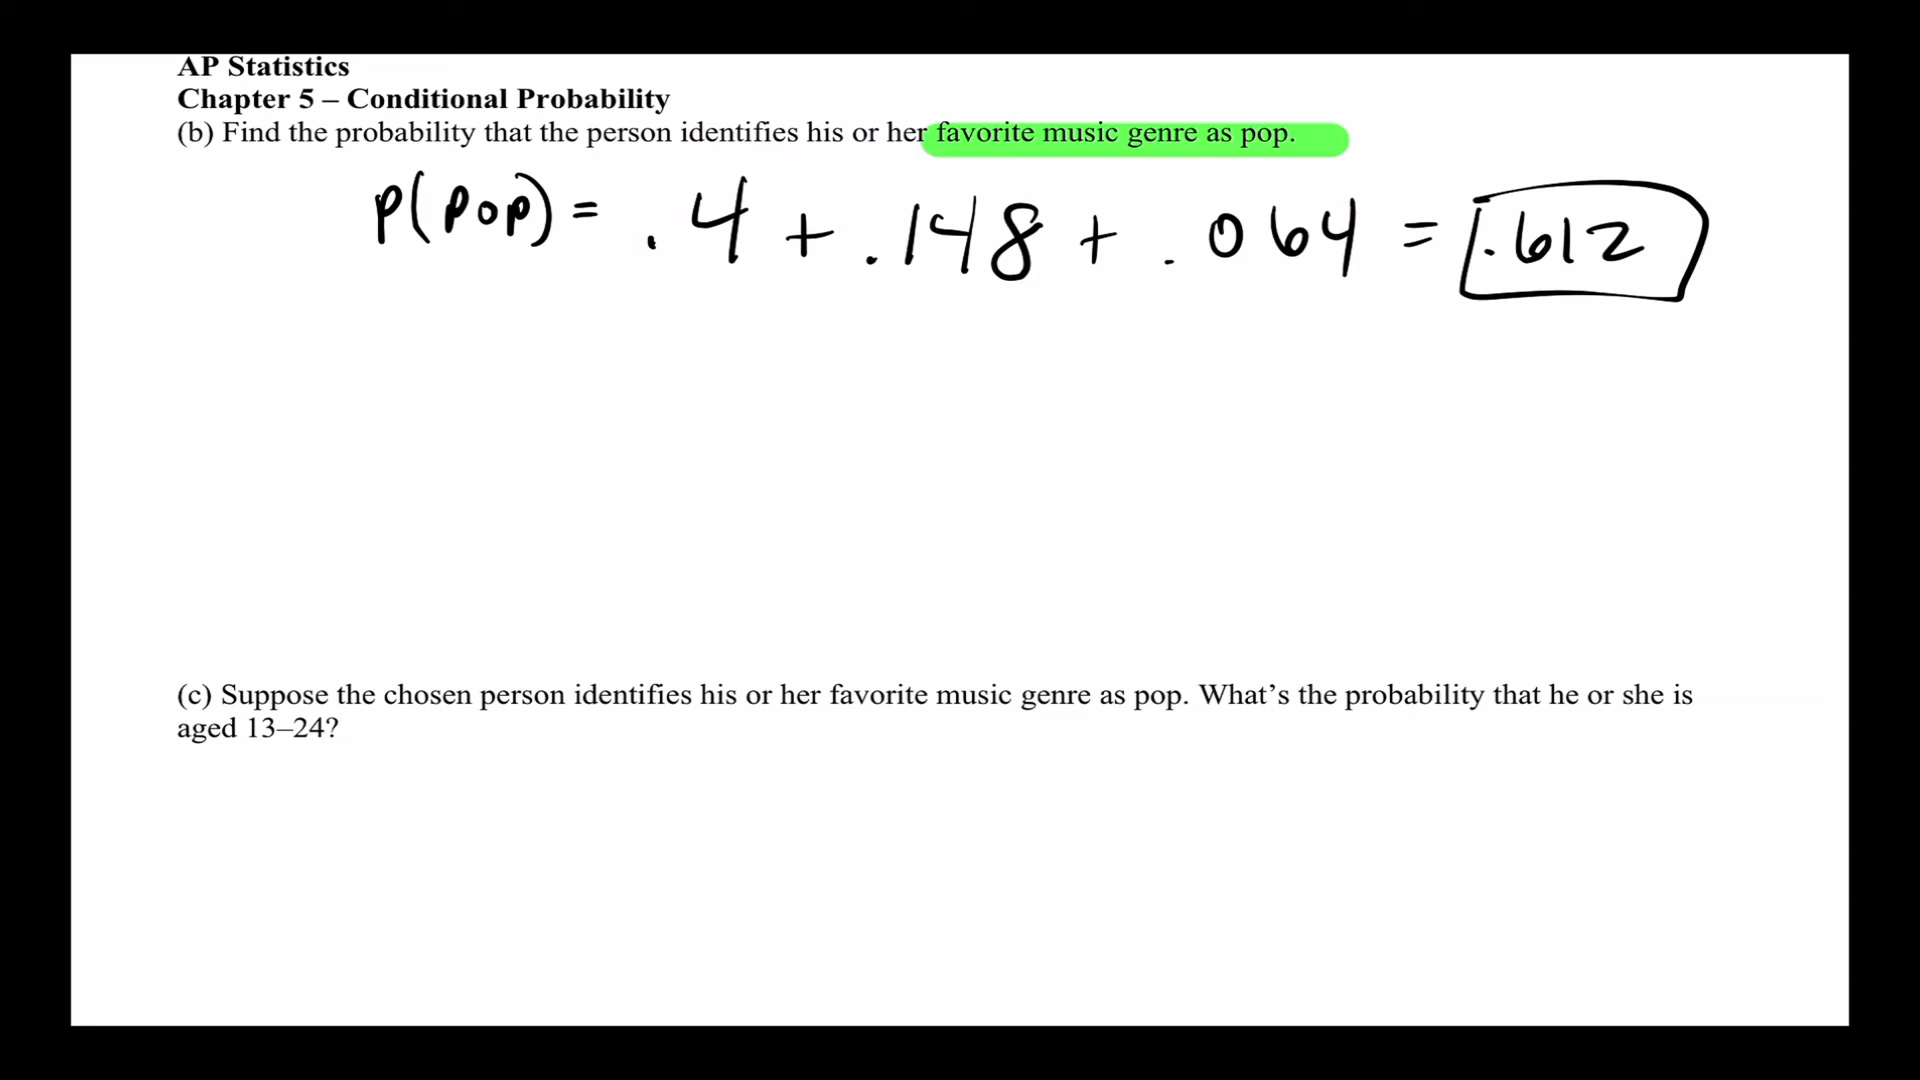 AP Statistics
Chapter 5 – Conditional Probability
(b) Find the probability that the person identifies his or her favorite music genre as pop.
P(POP) = .4 + .148 + .064 = .612
(c) Suppose the chosen person identifies his or her favorite music genre as pop. What’s the probability that he or she is
aged 13–24?